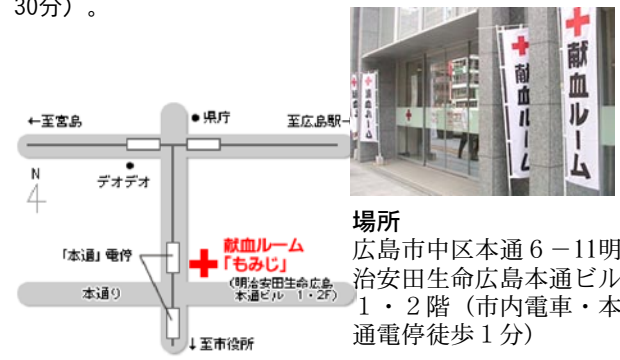 30分）。
←至宮島
●県庁
至広島駅→
N
デオデオ
「本通」電停
献血ルーム
「もみじ」
(明治安田生命広島
本通ビル 1・2F)
本通り
↓至市役所
献血ルーム
献血ルーム
場所
広島市中区本通６－11明
治安田生命広島本通ビル
１・２階（市内電車・本
通電停徒歩１分）